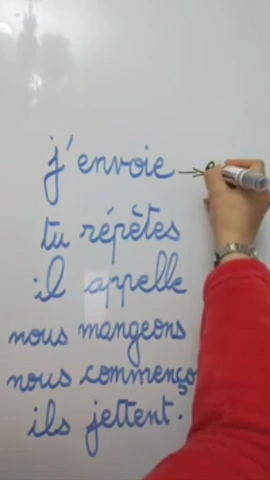 j'envoie →
tu répètes
il appelle
nous mangeons
nous commenço
ils jettent.